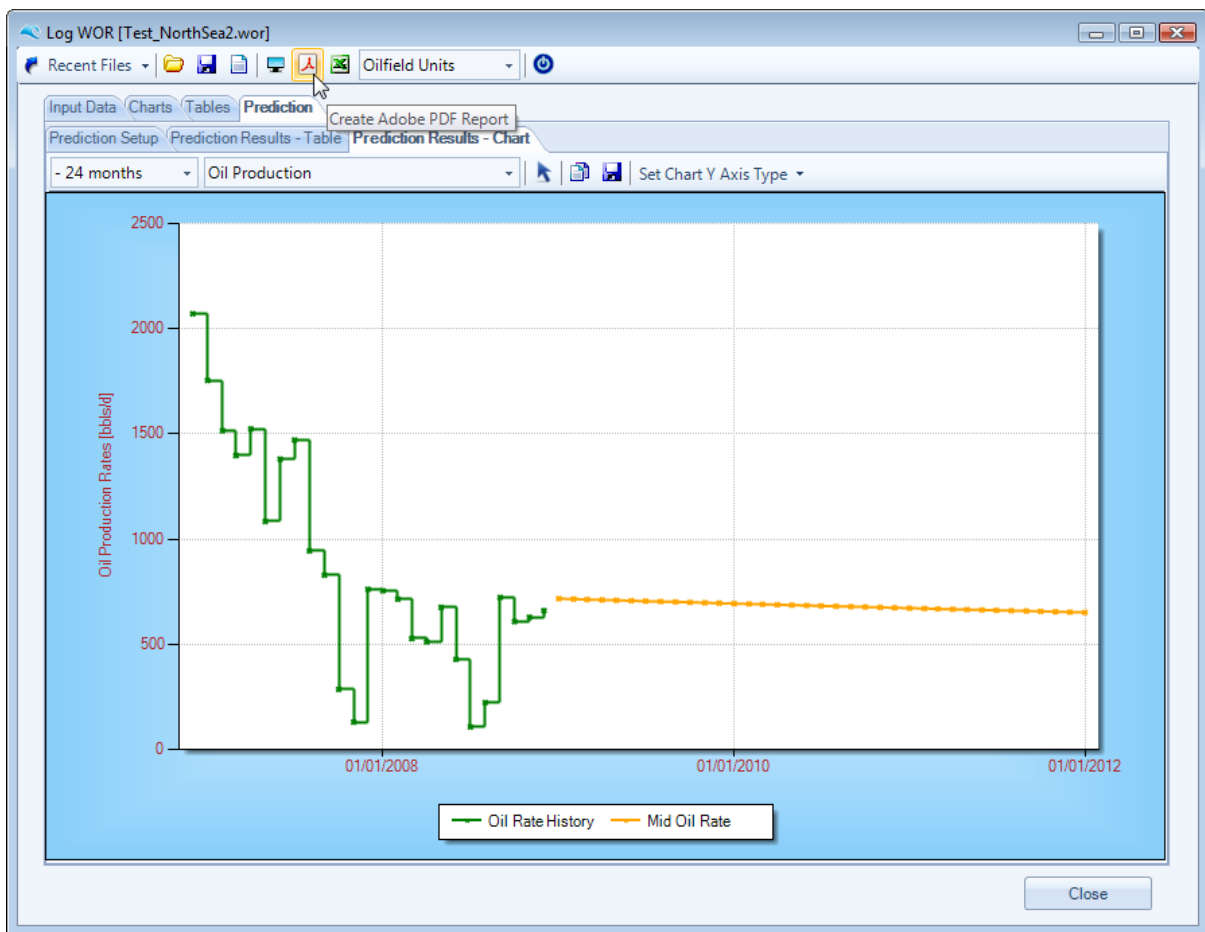 Log WOR [Test_NorthSea2.wor]
Recent Files Oilfield Units
Input Data Charts Tables Prediction
Create Adobe PDF Report
Prediction Setup Prediction Results - Table Prediction Results - Chart
- 24 months Oil Production Set Chart Y Axis Type
2500
2000
1500
1000
500
0
Oil Production Rates [bbls/d]
01/01/2008 01/01/2010 01/01/2012
Oil Rate History Mid Oil Rate
Close